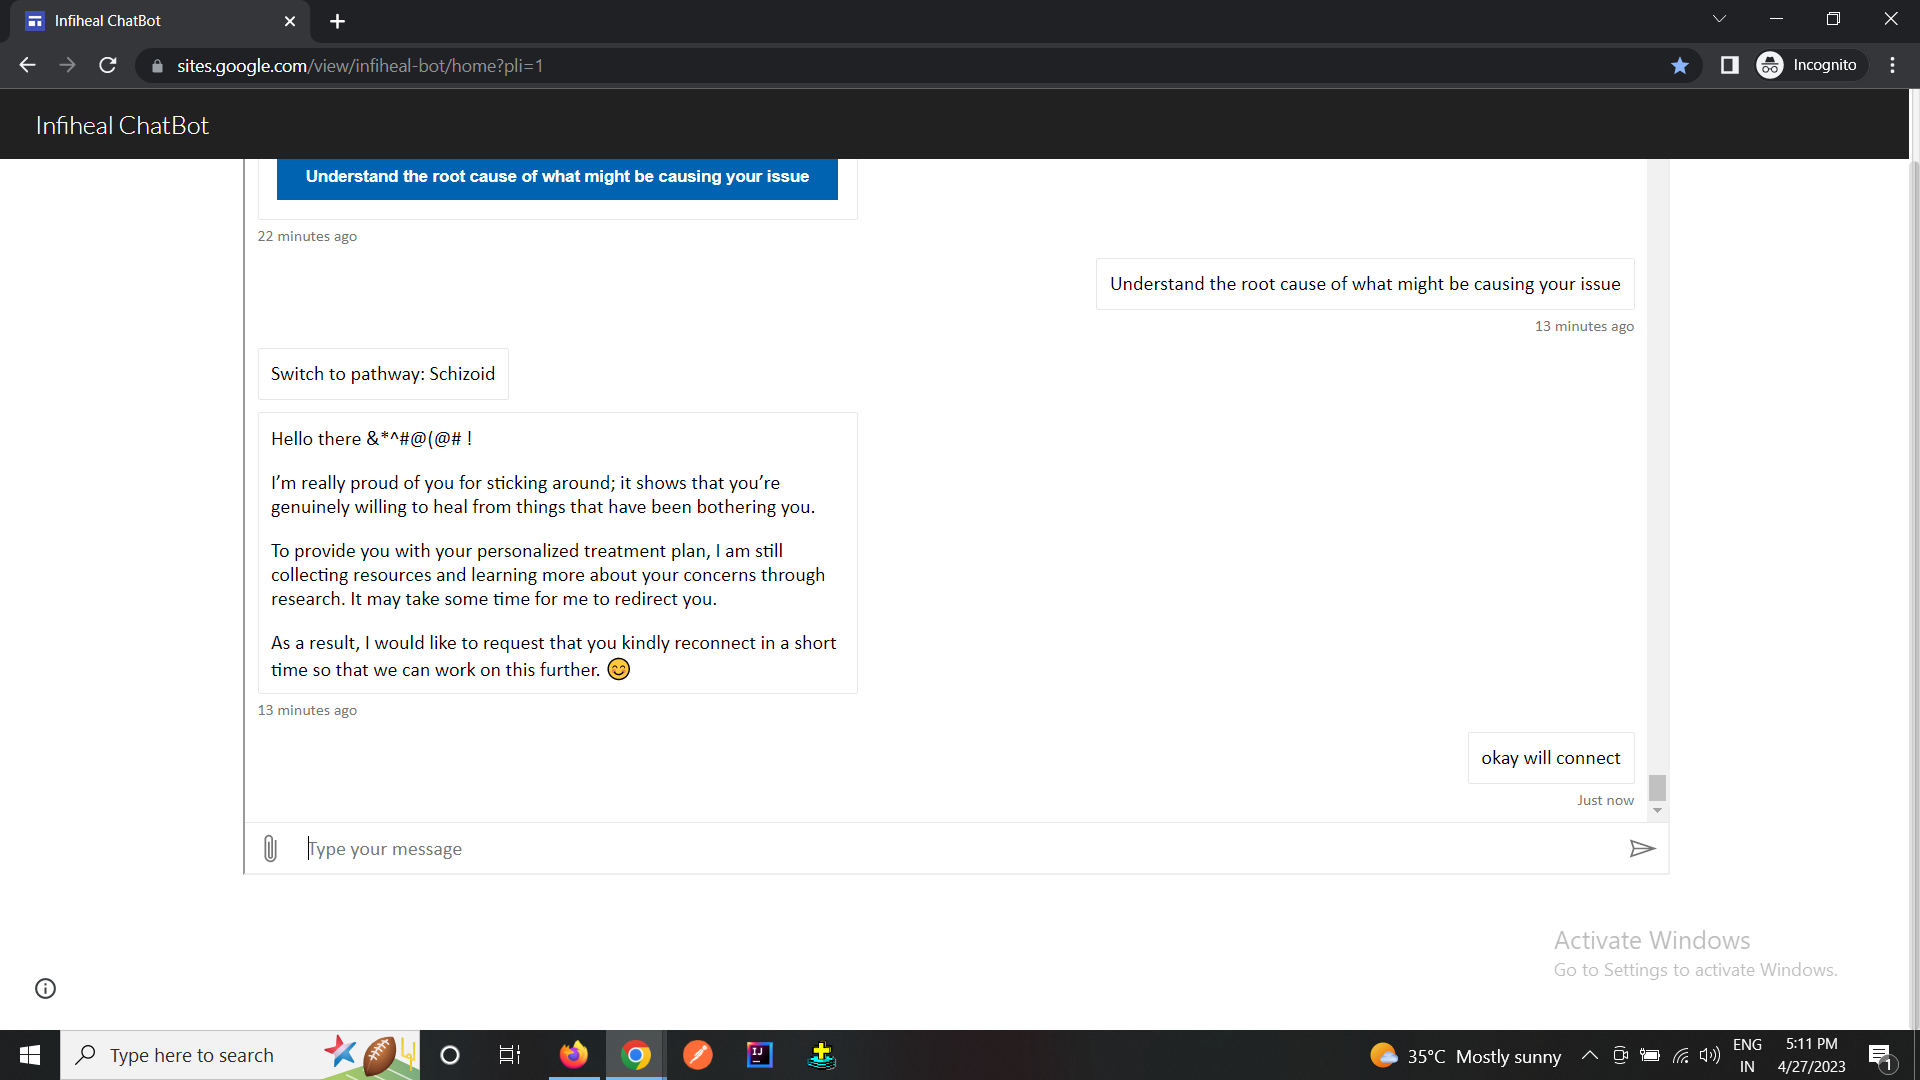 Infiheal ChatBot
sites.google.com/view/infiheal-bot/home?pli=1
Incognito
Infiheal ChatBot
Understand the root cause of what might be causing your issue
22 minutes ago
Understand the root cause of what might be causing your issue
13 minutes ago
Switch to pathway: Schizoid
Hello there &*^#@(@# !
I’m really proud of you for sticking around; it shows that you’re
genuinely willing to heal from things that have been bothering you.
To provide you with your personalized treatment plan, I am still
collecting resources and learning more about your concerns through
research. It may take some time for me to redirect you.
As a result, I would like to request that you kindly reconnect in a short
time so that we can work on this further. 😊
13 minutes ago
okay will connect
Just now
Type your message
Activate Windows
Go to Settings to activate Windows.
Type here to search
IJ
35°C Mostly sunny
ENG
IN
5:11 PM
4/27/2023
1